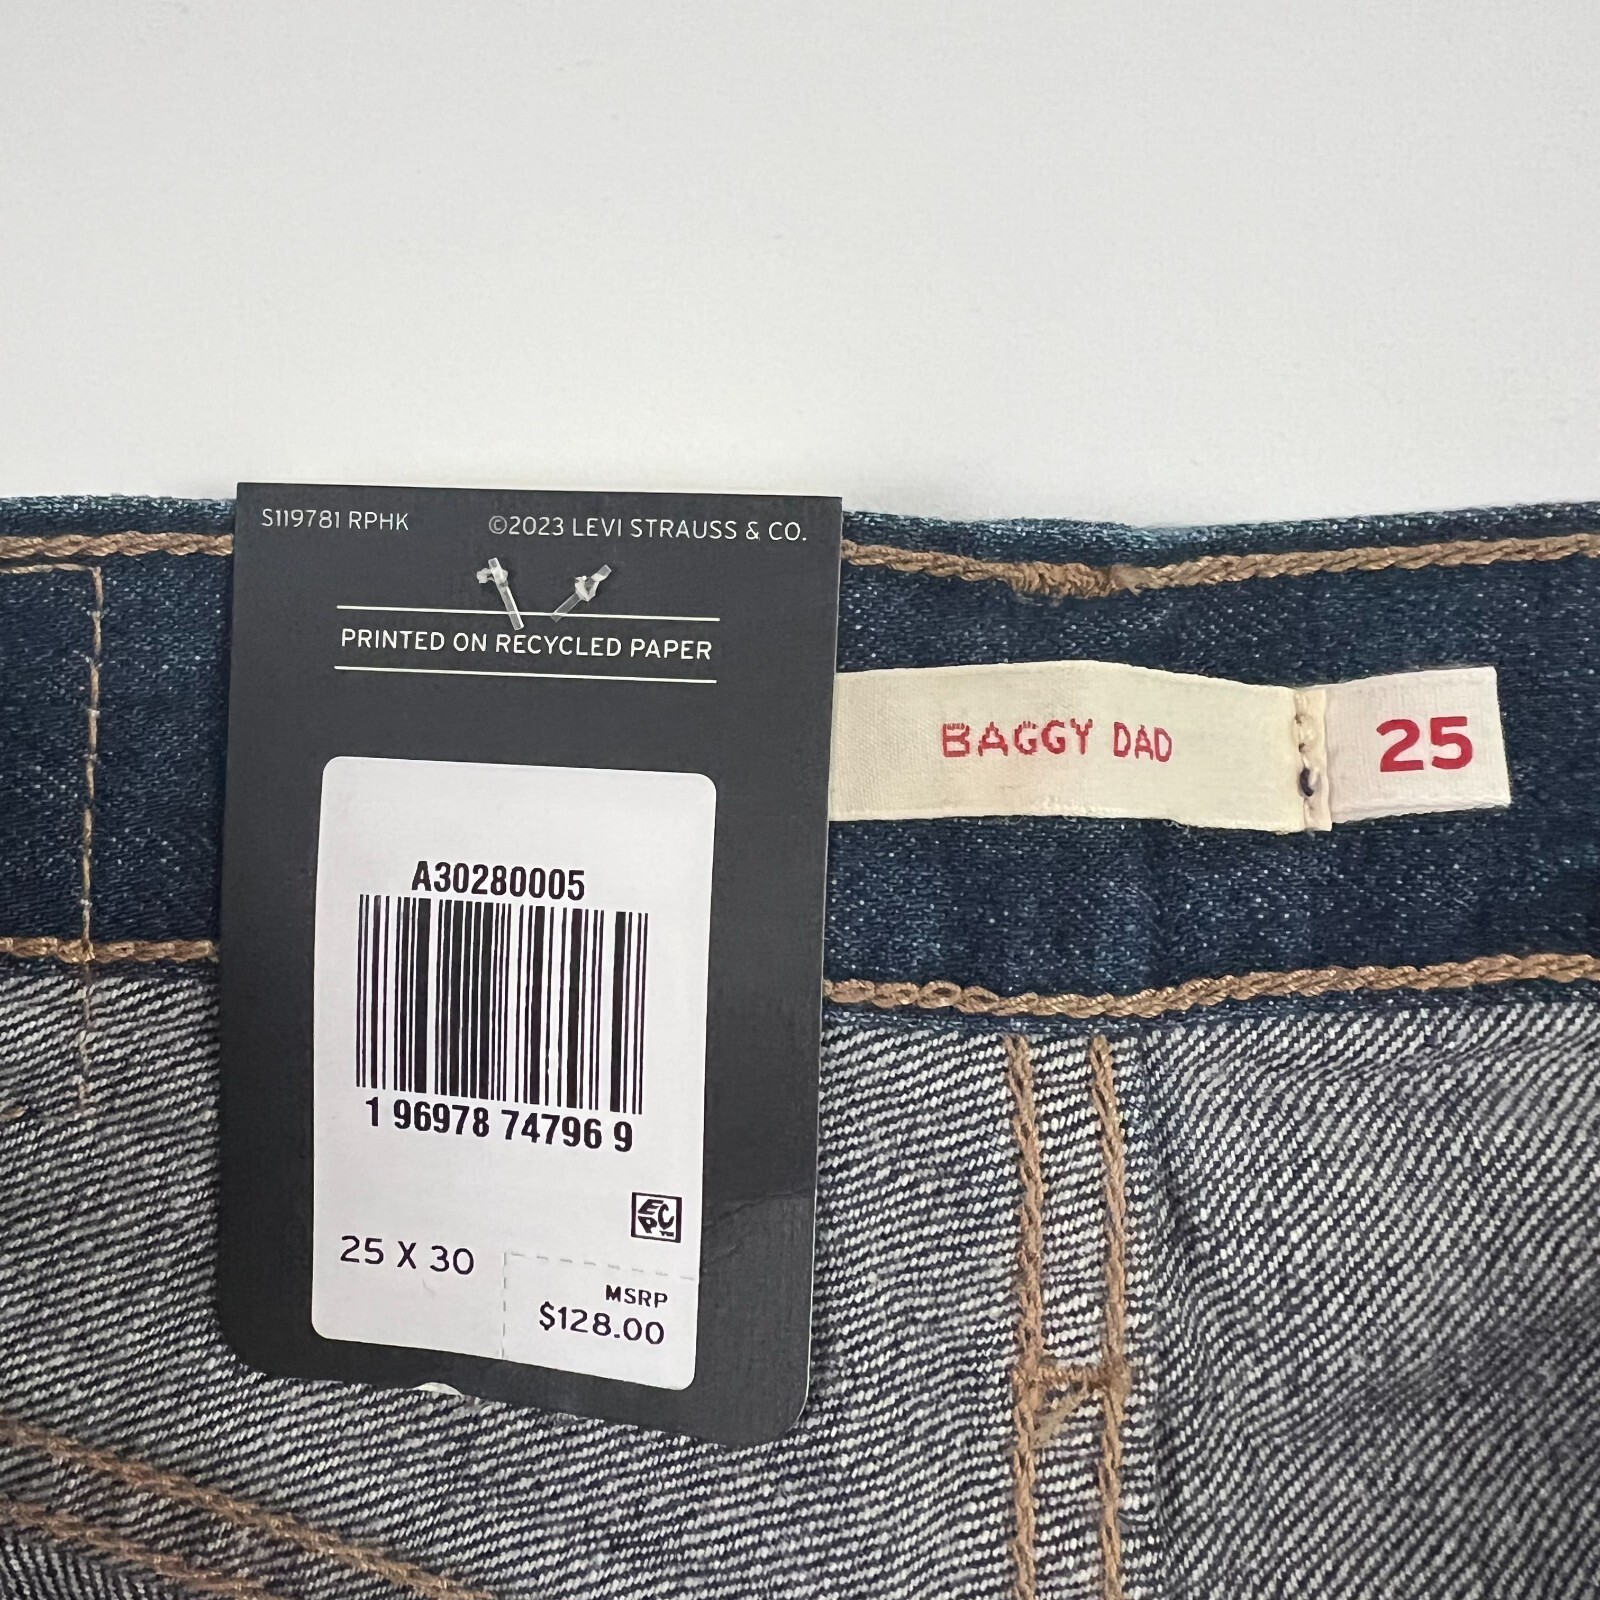 S119781 RPHK ©2023 LEVI STRAUSS & CO.
PRINTED ON RECYCLED PAPER
BAGGY DAD 25
A30280005
1 96978 74796 9
EPC™
25 X 30
MSRP
$128.00